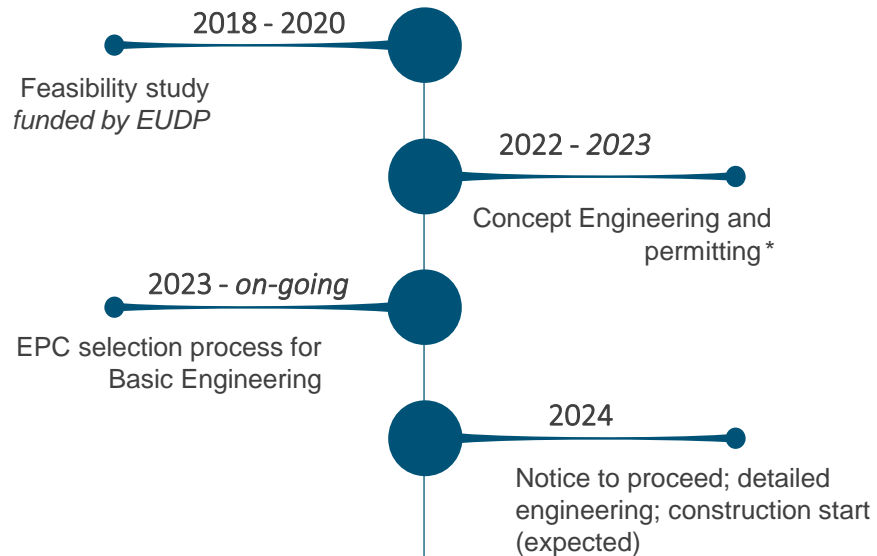 2018 - 2020
Feasibility study
funded by EUDP
2022 - 2023
Concept Engineering and
permitting *
2023 - on-going
EPC selection process for
Basic Engineering
2024
Notice to proceed; detailed
engineering; construction start
(expected)